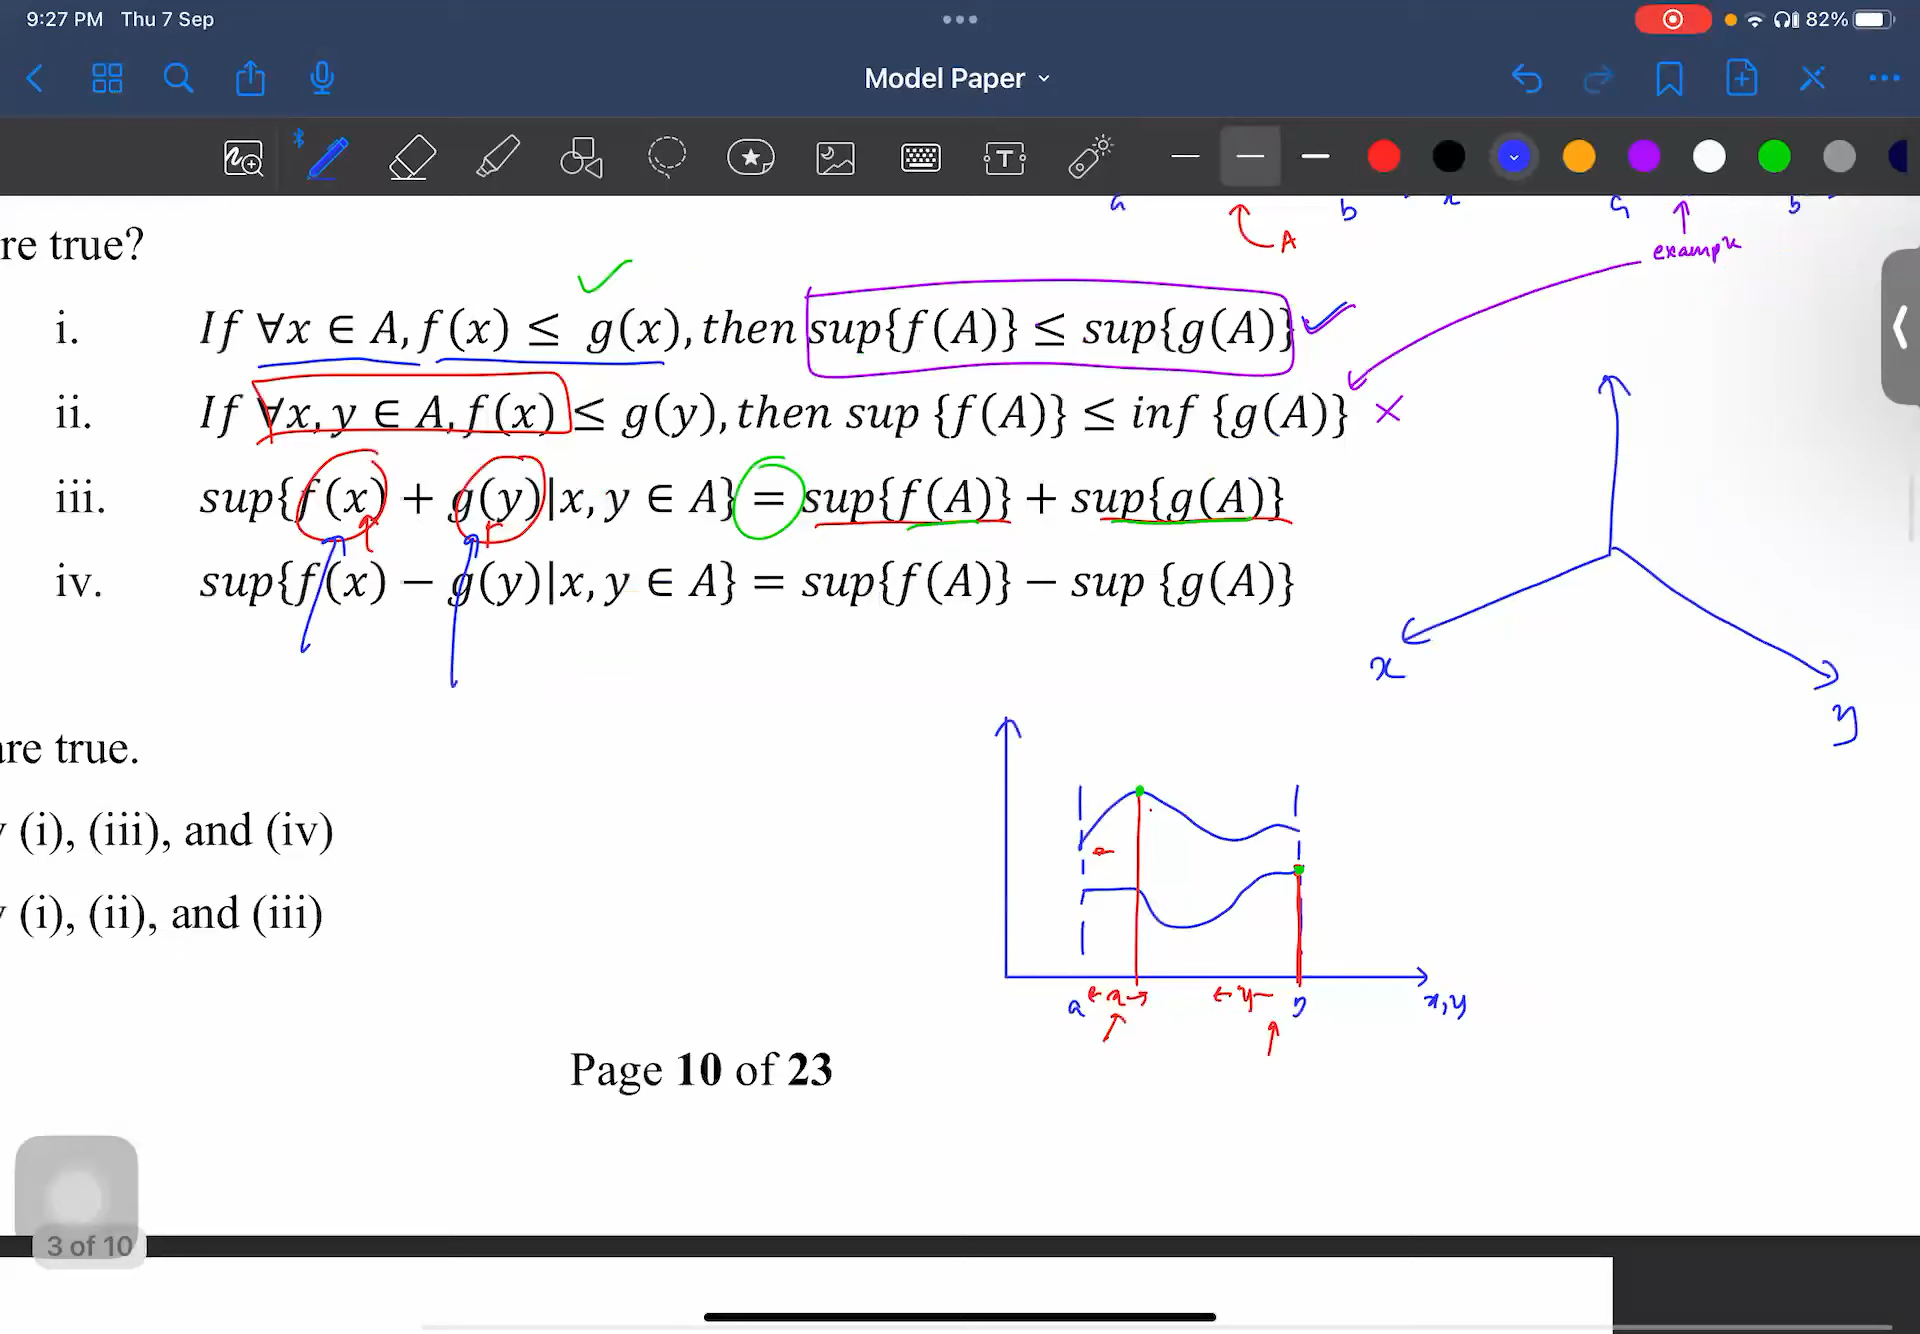 9:27 PM Thu 7 Sep
82%
Model Paper
T
a b x a b
A
example
re true?
i. If ∀x ∈ A, f(x) ≤ g(x), then sup{f(A)} ≤ sup{g(A)}
ii. If ∀x, y ∈ A, f(x) ≤ g(y), then sup {f(A)} ≤ inf {g(A)}
iii. sup{f(x) + g(y)|x, y ∈ A} = sup{f(A)} + sup{g(A)}
iv. sup{f(x) − g(y)|x, y ∈ A} = sup{f(A)} − sup {g(A)}
x
y
are true.
(i), (iii), and (iv)
(i), (ii), and (iii)
a x y b x,y
Page 10 of 23
3 of 10